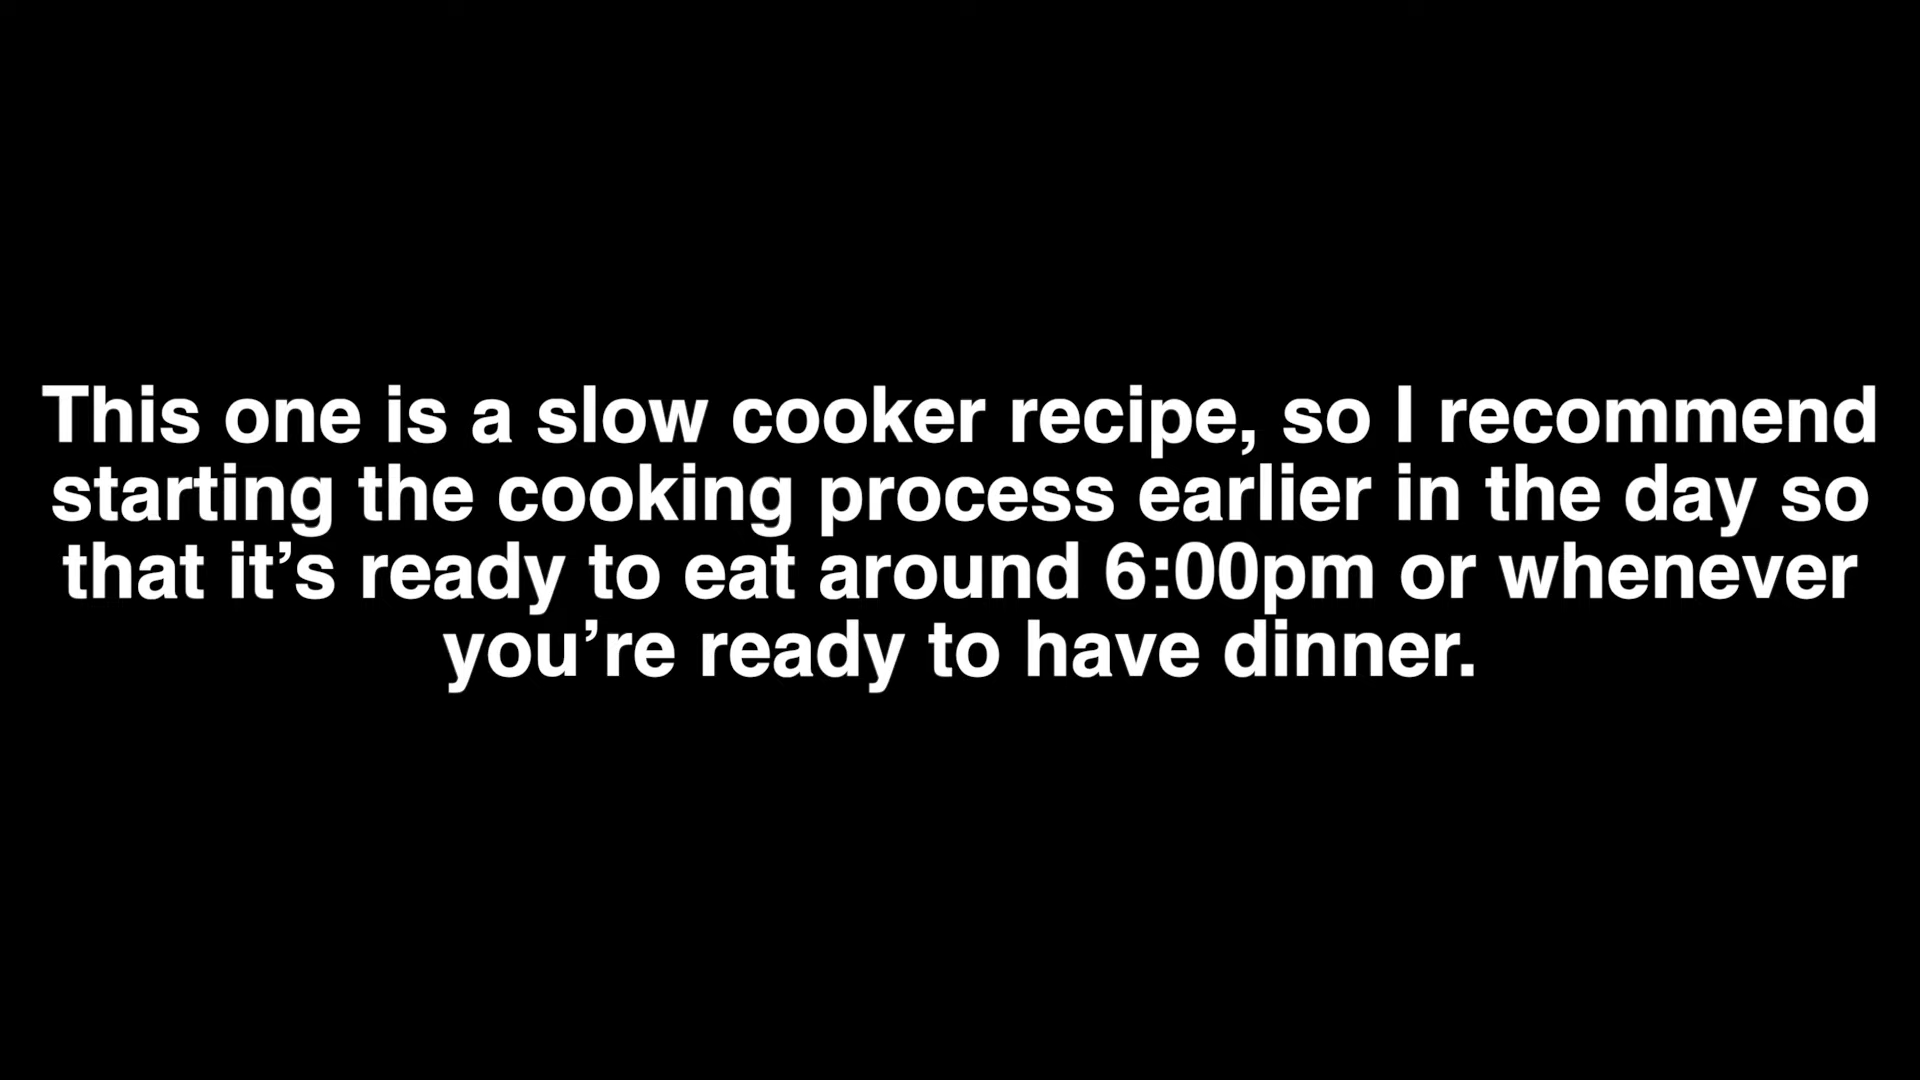 This one is a slow cooker recipe, so I recommend
starting the cooking process earlier in the day so
that it’s ready to eat around 6:00pm or whenever
you’re ready to have dinner.